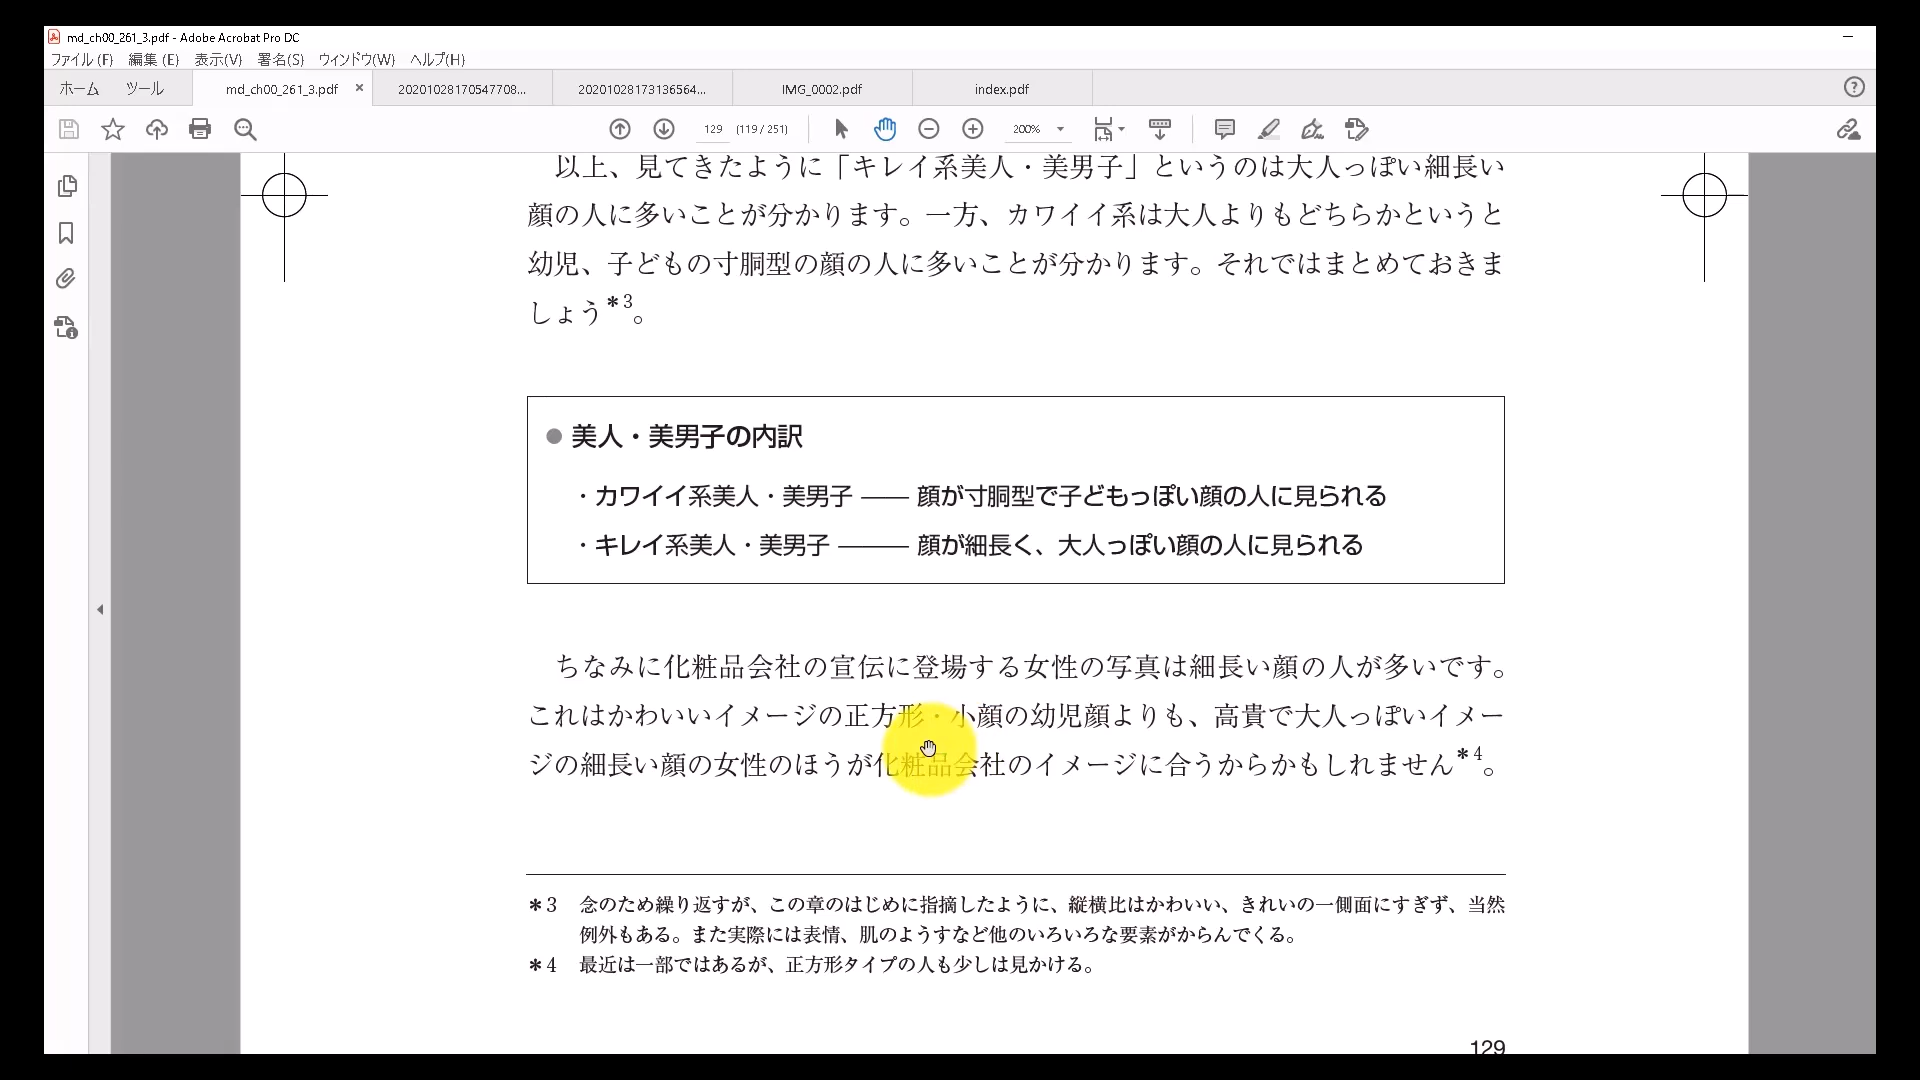 md_ch00_261_3.pdf - Adobe Acrobat Pro DC
ファイル(F) 編集(E) 表示(V) 署名(S) ウィンドウ(W) ヘルプ(H)
ホーム ツール md_ch00_261_3.pdf × 20201028170547708... 20201028173136564... IMG_0002.pdf index.pdf
129 (119 / 251) 200%
以上、見てきたように「キレイ系美人・美男子」というのは大人っぽい細長い
顔の人に多いことが分かります。一方、カワイイ系は大人よりもどちらかというと
幼児、子どもの寸胴型の顔の人に多いことが分かります。それではまとめておきま
しょう*3。
● 美人・美男子の内訳
・カワイイ系美人・美男子 —— 顔が寸胴型で子どもっぽい顔の人に見られる
・キレイ系美人・美男子 ——— 顔が細長く、大人っぽい顔の人に見られる
ちなみに化粧品会社の宣伝に登場する女性の写真は細長い顔の人が多いです。
これはかわいいイメージの正方形・小顔の幼児顔よりも、高貴で大人っぽいイメー
ジの細長い顔の女性のほうが化粧品会社のイメージに合うからかもしれません*4。
*3 念のため繰り返すが、この章のはじめに指摘したように、縦横比はかわいい、きれいの一側面にすぎず、当然
例外もある。また実際には表情、肌のようすなど他のいろいろな要素がからんでくる。
*4 最近は一部ではあるが、正方形タイプの人も少しは見かける。
129